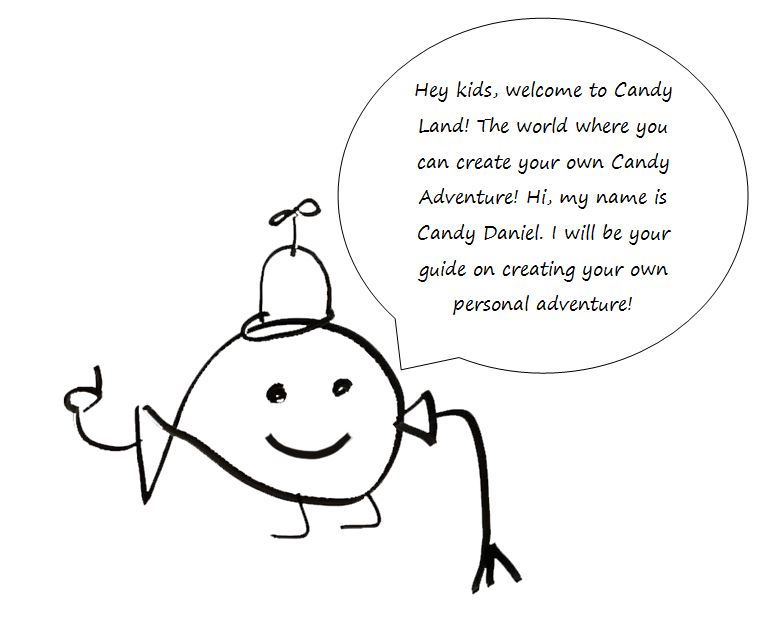 Hey kids, welcome to Candy
Land! The world where you
can create your own Candy
Adventure! Hi, my name is
Candy Daniel. I will be your
guide on creating your own
personal adventure!